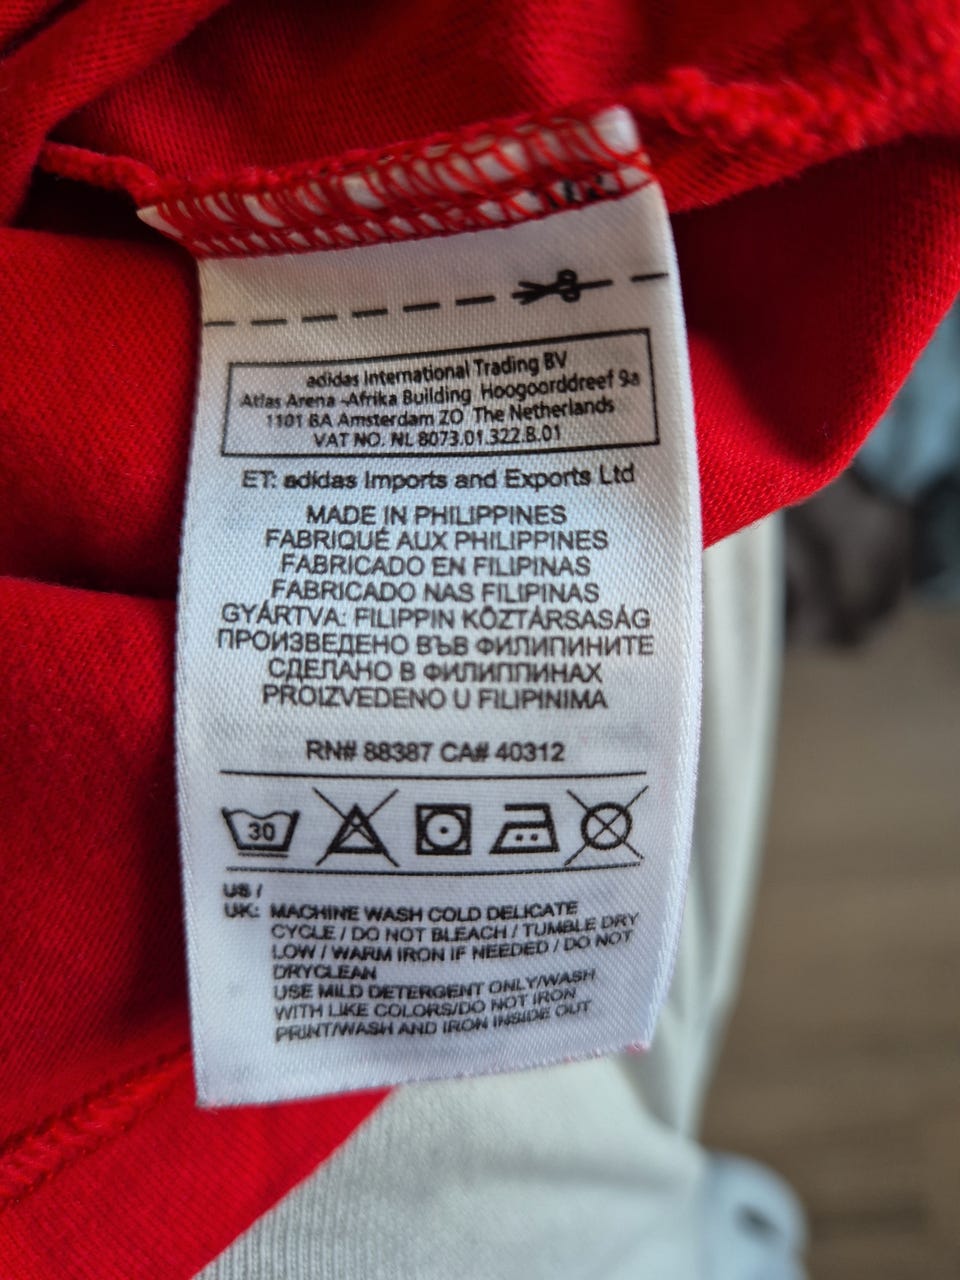 adidas International Trading BV
Atlas Arena -Afrika Building Hoogoorddreef 9a
1101 BA Amsterdam ZO The Netherlands
VAT NO. NL 8073.01.322.B.01
ET: adidas Imports and Exports Ltd
MADE IN PHILIPPINES
FABRIQUÉ AUX PHILIPPINES
FABRICADO EN FILIPINAS
FABRICADO NAS FILIPINAS
GYÁRTVA: FILIPPIN KÖZTÁRSASÁG
ПРОИЗВЕДЕНО ВЪВ ФИЛИПИНИТЕ
СДЕЛАНО В ФИЛИППИНАХ
PROIZVEDENO U FILIPINIMA
RN# 88387 CA# 40312
30
US /
UK: MACHINE WASH COLD DELICATE
CYCLE / DO NOT BLEACH / TUMBLE DRY
LOW / WARM IRON IF NEEDED / DO NOT
DRYCLEAN
USE MILD DETERGENT ONLY/WASH
WITH LIKE COLORS/DO NOT IRON
PRINT/WASH AND IRON INSIDE OUT